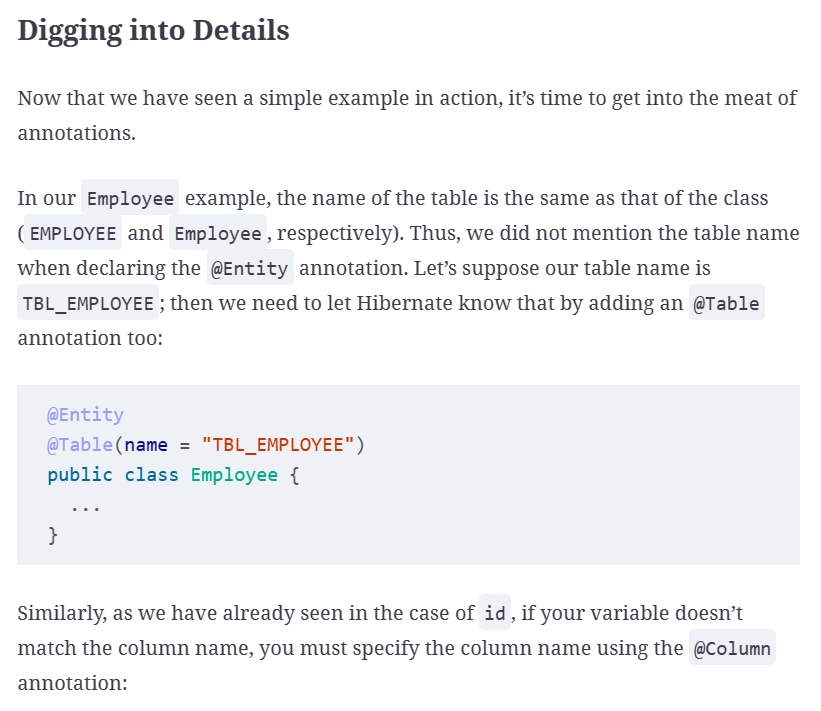 Digging into Details
Now that we have seen a simple example in action, it’s time to get into the meat of
annotations.
In our Employee example, the name of the table is the same as that of the class
( EMPLOYEE and Employee , respectively). Thus, we did not mention the table name
when declaring the @Entity annotation. Let’s suppose our table name is
TBL_EMPLOYEE ; then we need to let Hibernate know that by adding an @Table
annotation too:
@Entity
@Table(name = "TBL_EMPLOYEE")
public class Employee {
  ...
}
Similarly, as we have already seen in the case of id , if your variable doesn’t
match the column name, you must specify the column name using the @Column
annotation: